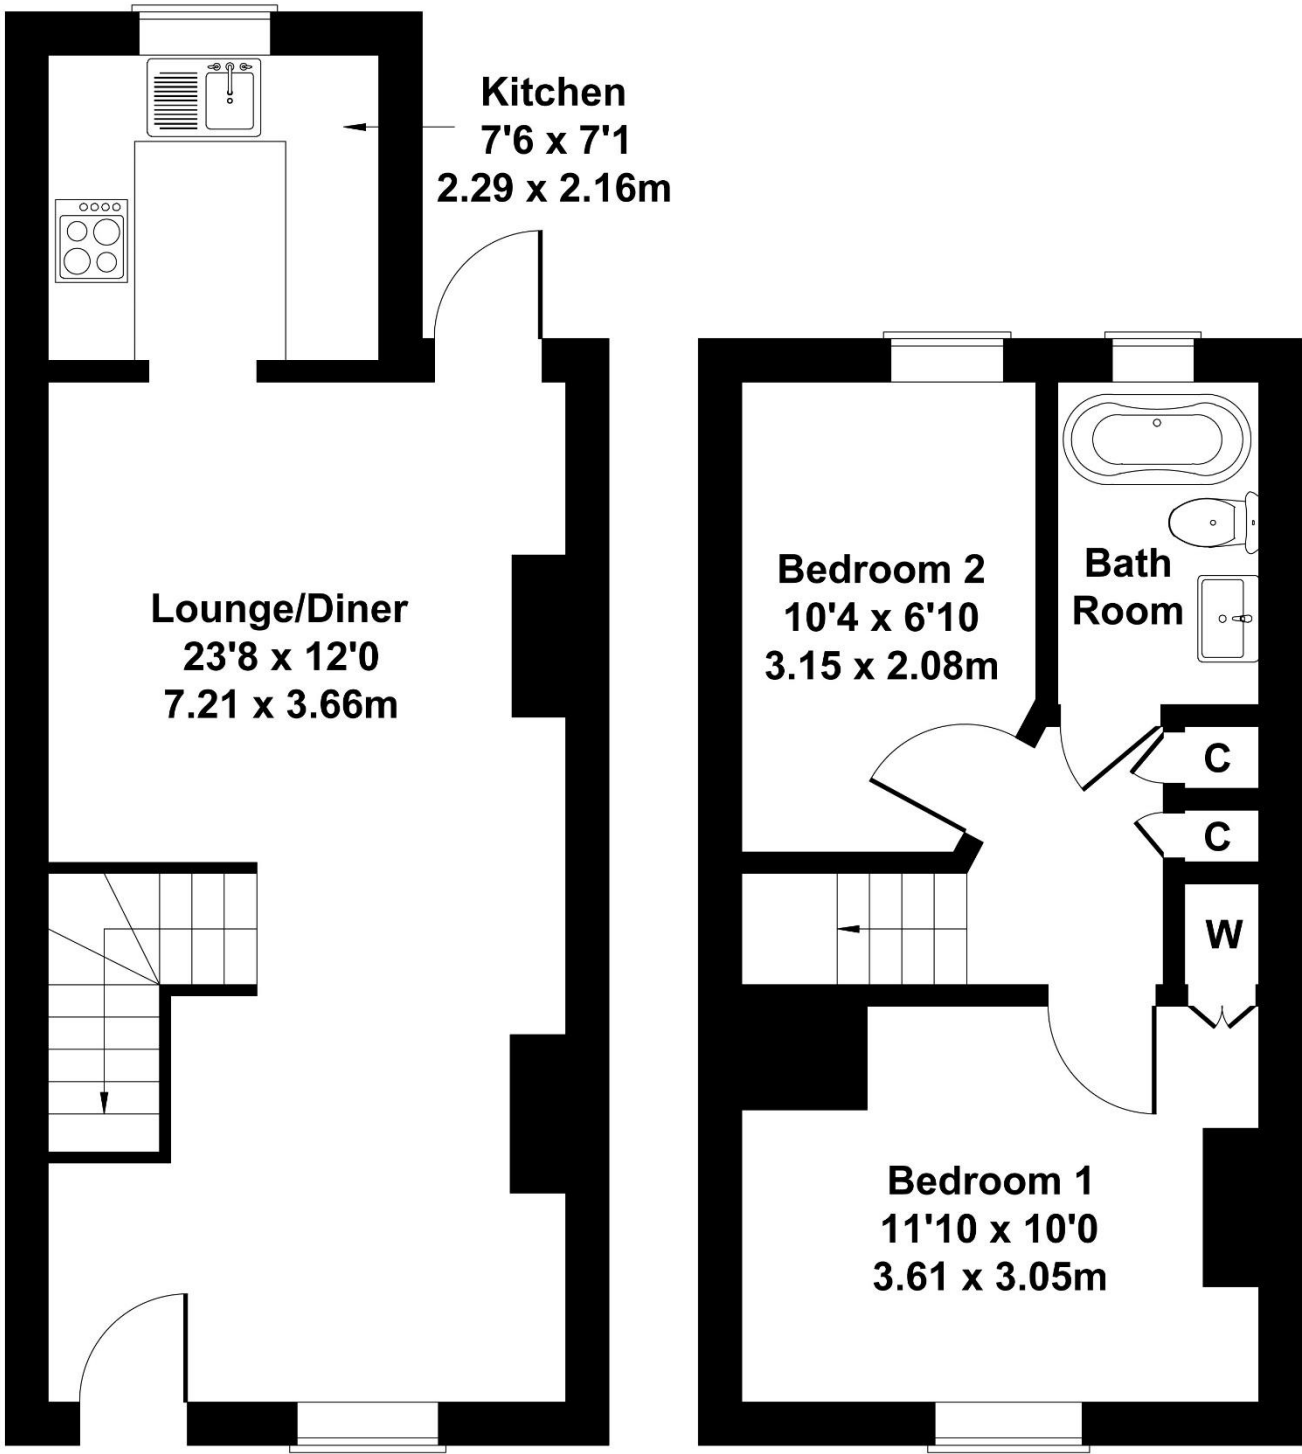 Kitchen
7'6 x 7'1
2.29 x 2.16m
Lounge/Diner
23'8 x 12'0
7.21 x 3.66m
Bedroom 2
10'4 x 6'10
3.15 x 2.08m
Bath
Room
C
C
W
Bedroom 1
11'10 x 10'0
3.61 x 3.05m